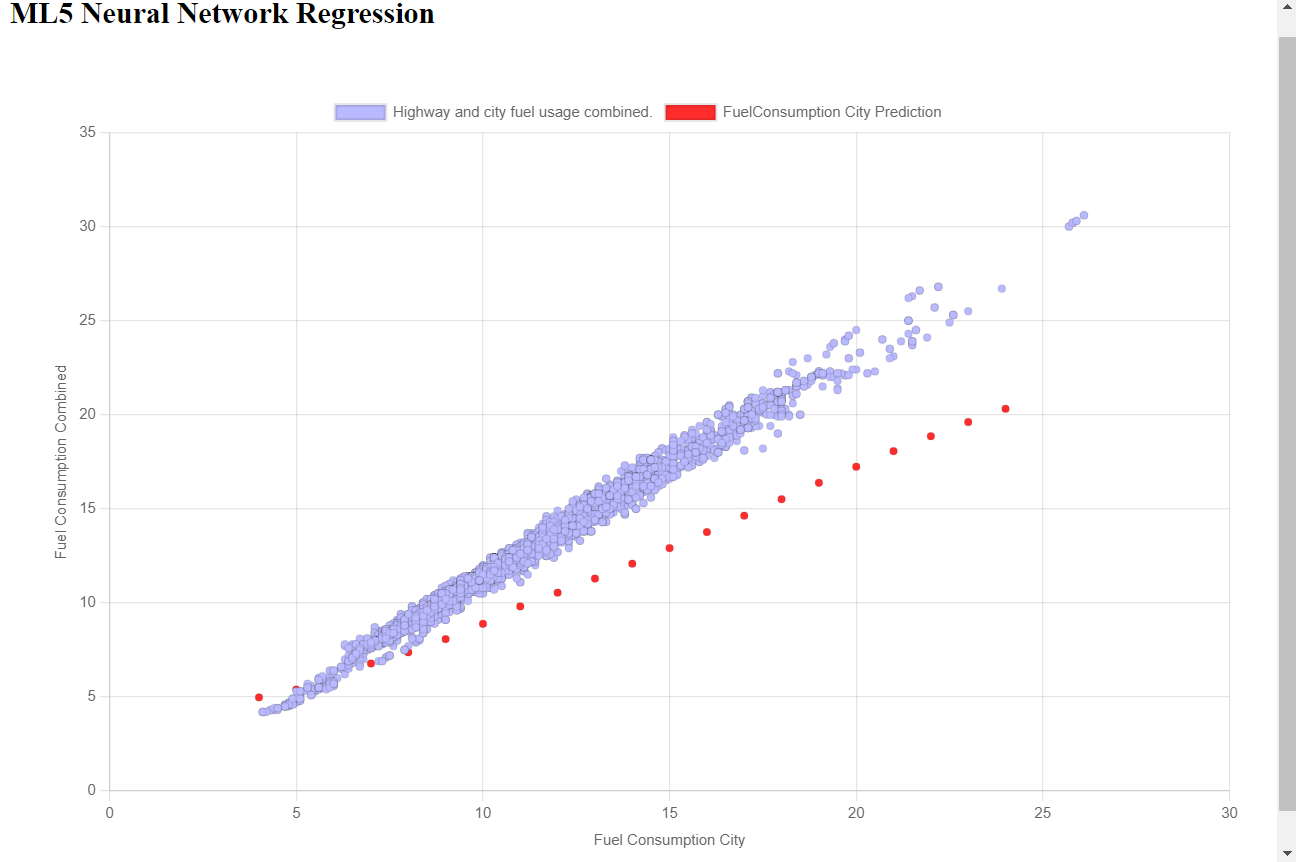 ML5 Neural Network Regression
Highway and city fuel usage combined. FuelConsumption City Prediction
35
30
25
20
15
10
5
0
Fuel Consumption Combined
0 5 10 15 20 25 30
Fuel Consumption City